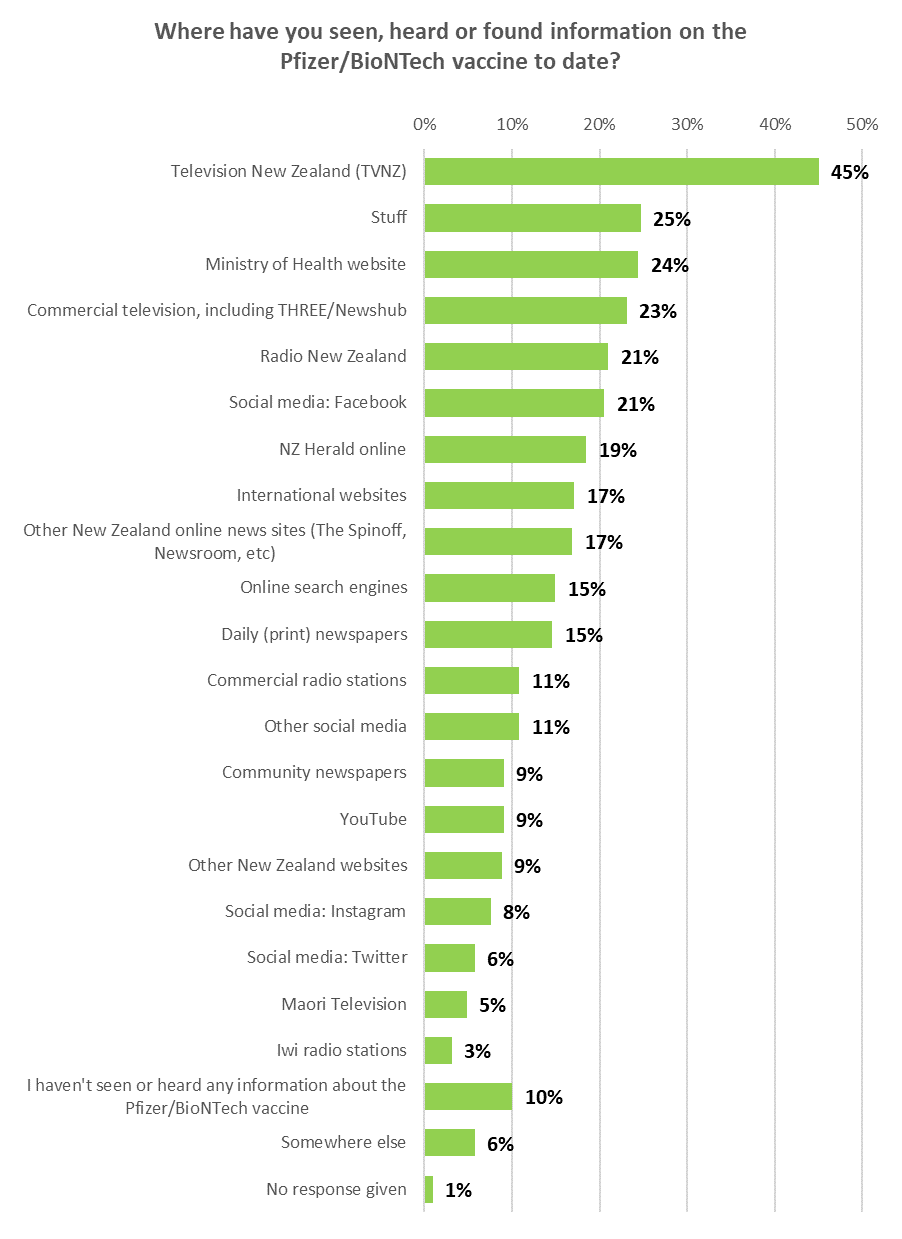 Where have you seen, heard or found information on the
Pfizer/BioNTech vaccine to date?
0% 10% 20% 30% 40% 50%
Television New Zealand (TVNZ) 45%
Stuff 25%
Ministry of Health website 24%
Commercial television, including THREE/Newshub 23%
Radio New Zealand 21%
Social media: Facebook 21%
NZ Herald online 19%
International websites 17%
Other New Zealand online news sites (The Spinoff,
Newsroom, etc) 17%
Online search engines 15%
Daily (print) newspapers 15%
Commercial radio stations 11%
Other social media 11%
Community newspapers 9%
YouTube 9%
Other New Zealand websites 9%
Social media: Instagram 8%
Social media: Twitter 6%
Maori Television 5%
Iwi radio stations 3%
I haven't seen or heard any information about the
Pfizer/BioNTech vaccine 10%
Somewhere else 6%
No response given 1%